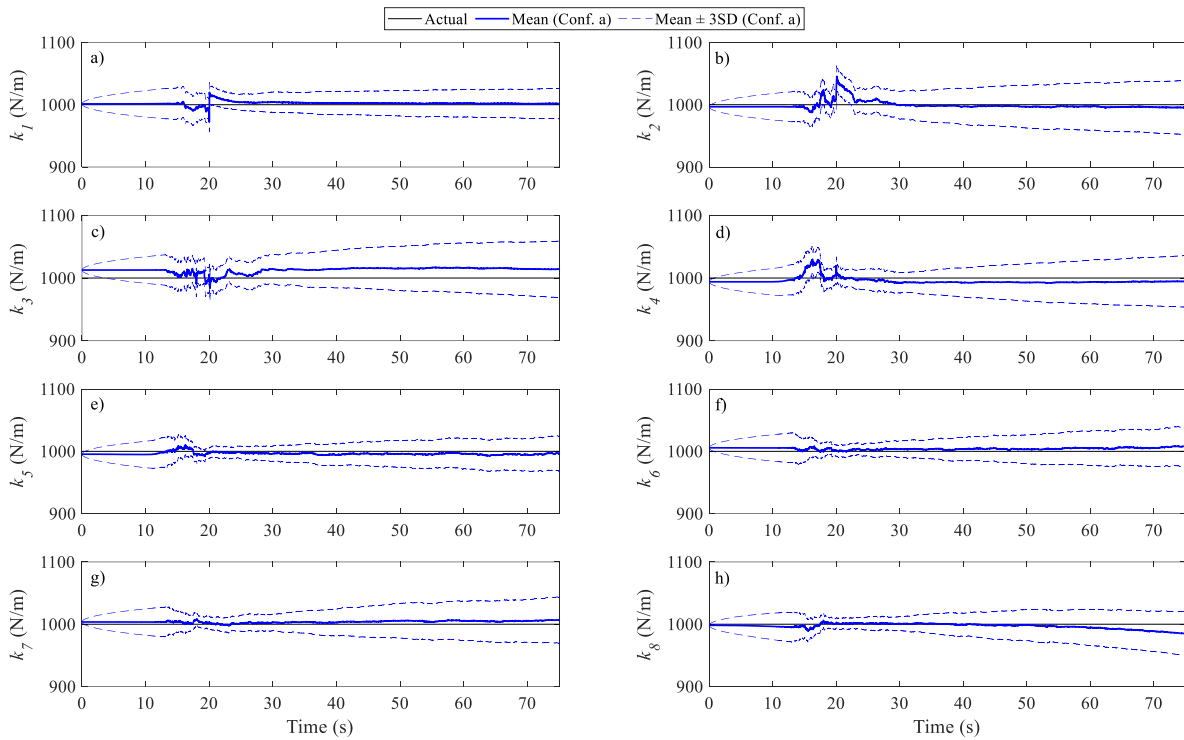 Actual Mean (Conf. a) Mean ± 3SD (Conf. a)
a)
1100
1000
900
k1 (N/m)
0 10 20 30 40 50 60 70
b)
1100
1000
900
k2 (N/m)
0 10 20 30 40 50 60 70
c)
1100
1000
900
k3 (N/m)
0 10 20 30 40 50 60 70
d)
1100
1000
900
k4 (N/m)
0 10 20 30 40 50 60 70
e)
1100
1000
900
k5 (N/m)
0 10 20 30 40 50 60 70
f)
1100
1000
900
k6 (N/m)
0 10 20 30 40 50 60 70
g)
1100
1000
900
k7 (N/m)
0 10 20 30 40 50 60 70
Time (s)
h)
1100
1000
900
k8 (N/m)
0 10 20 30 40 50 60 70
Time (s)